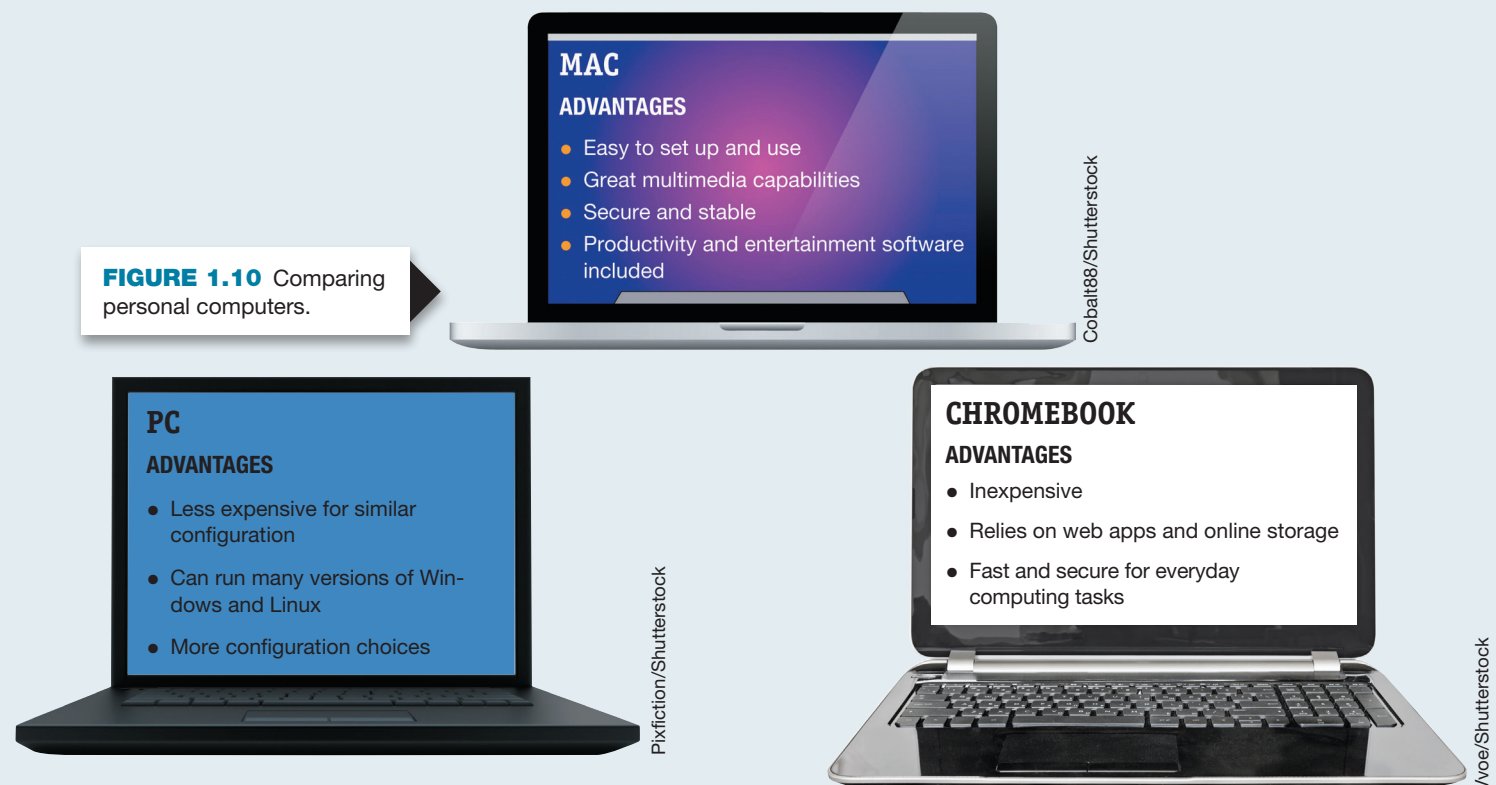 MAC
ADVANTAGES
• Easy to set up and use
• Great multimedia capabilities
• Secure and stable
• Productivity and entertainment software
included
Cobalt88/Shutterstock
FIGURE 1.10 Comparing
personal computers.
PC
ADVANTAGES
• Less expensive for similar
configuration
• Can run many versions of Win-
dows and Linux
• More configuration choices
Pixfiction/Shutterstock
CHROMEBOOK
ADVANTAGES
• Inexpensive
• Relies on web apps and online storage
• Fast and secure for everyday
computing tasks
/Shutterstock